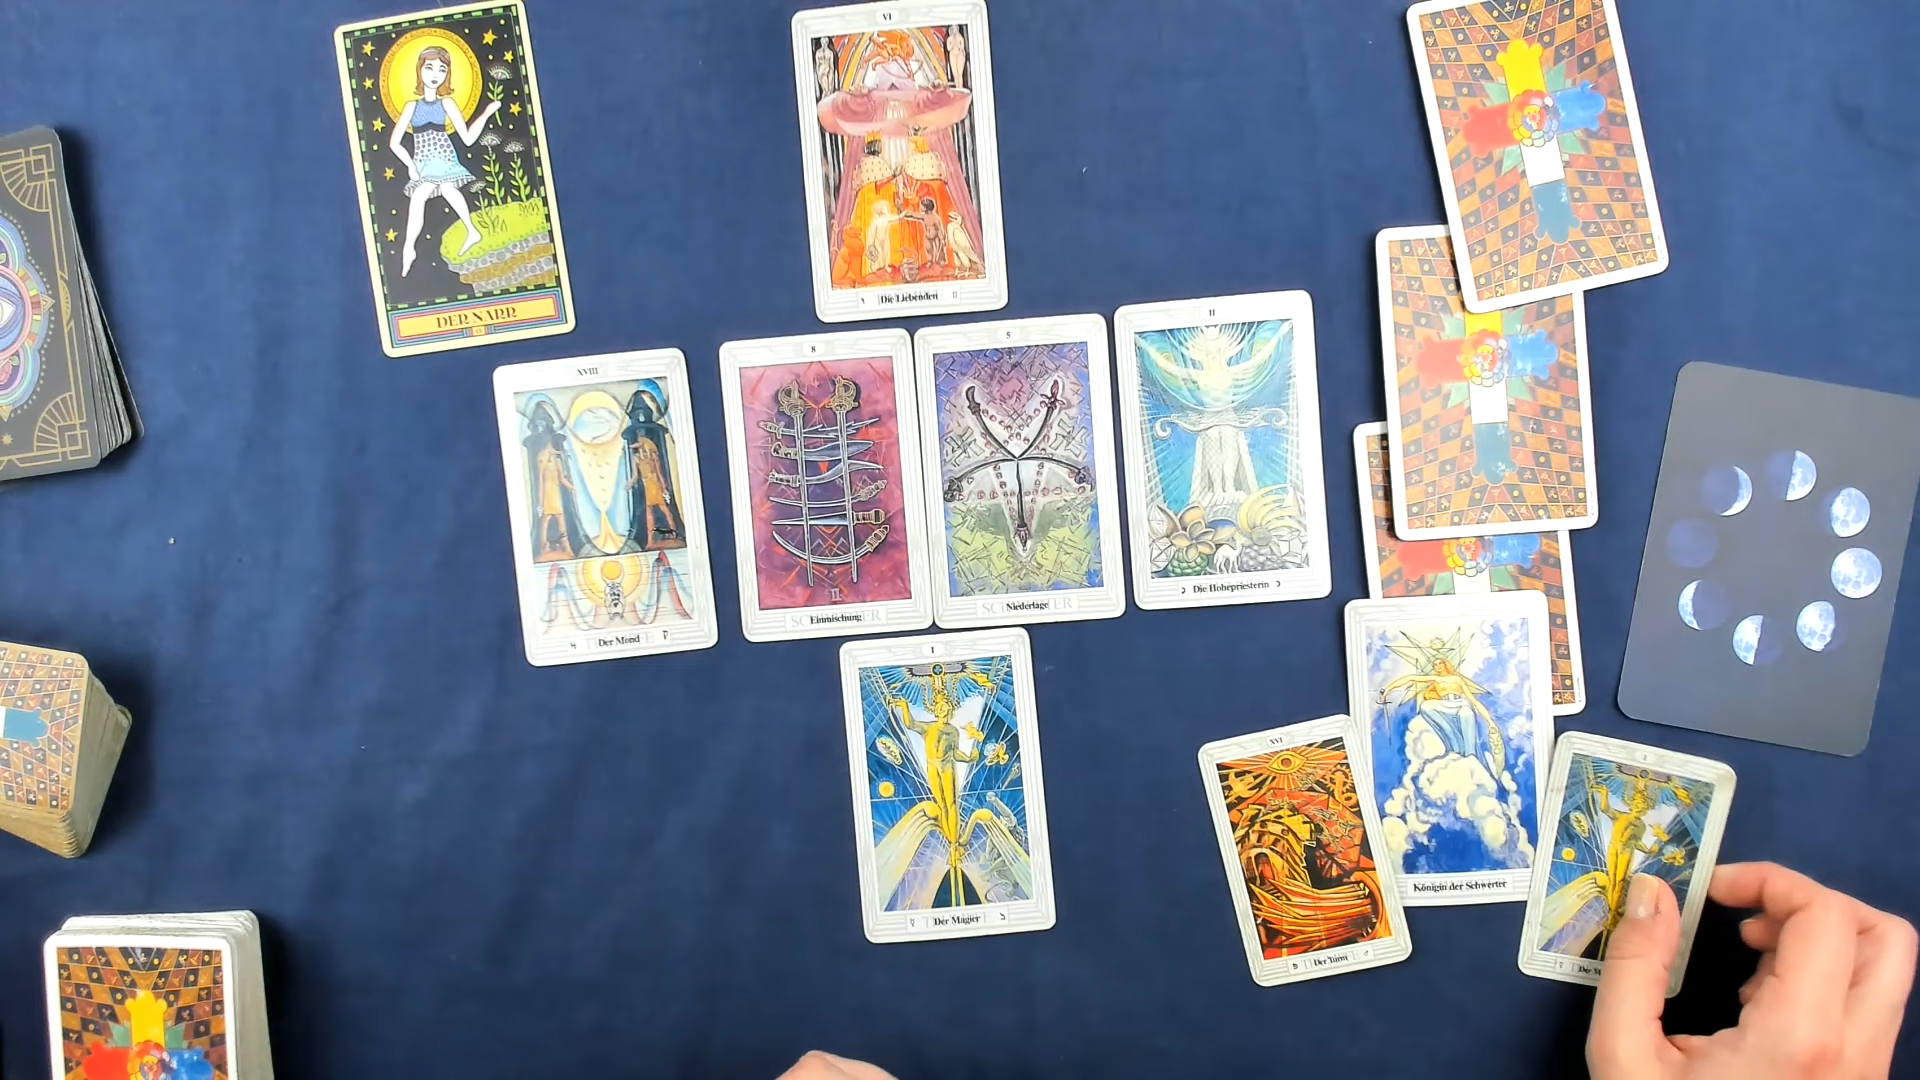 DER NARR
VI
Die Liebenden
XVIII
Der Mond
8
Einmischung
5
Niederlage
II
Die Hohepriesterin
I
Der Magier
XVI
Der Turm
Königin der Schwerter
I